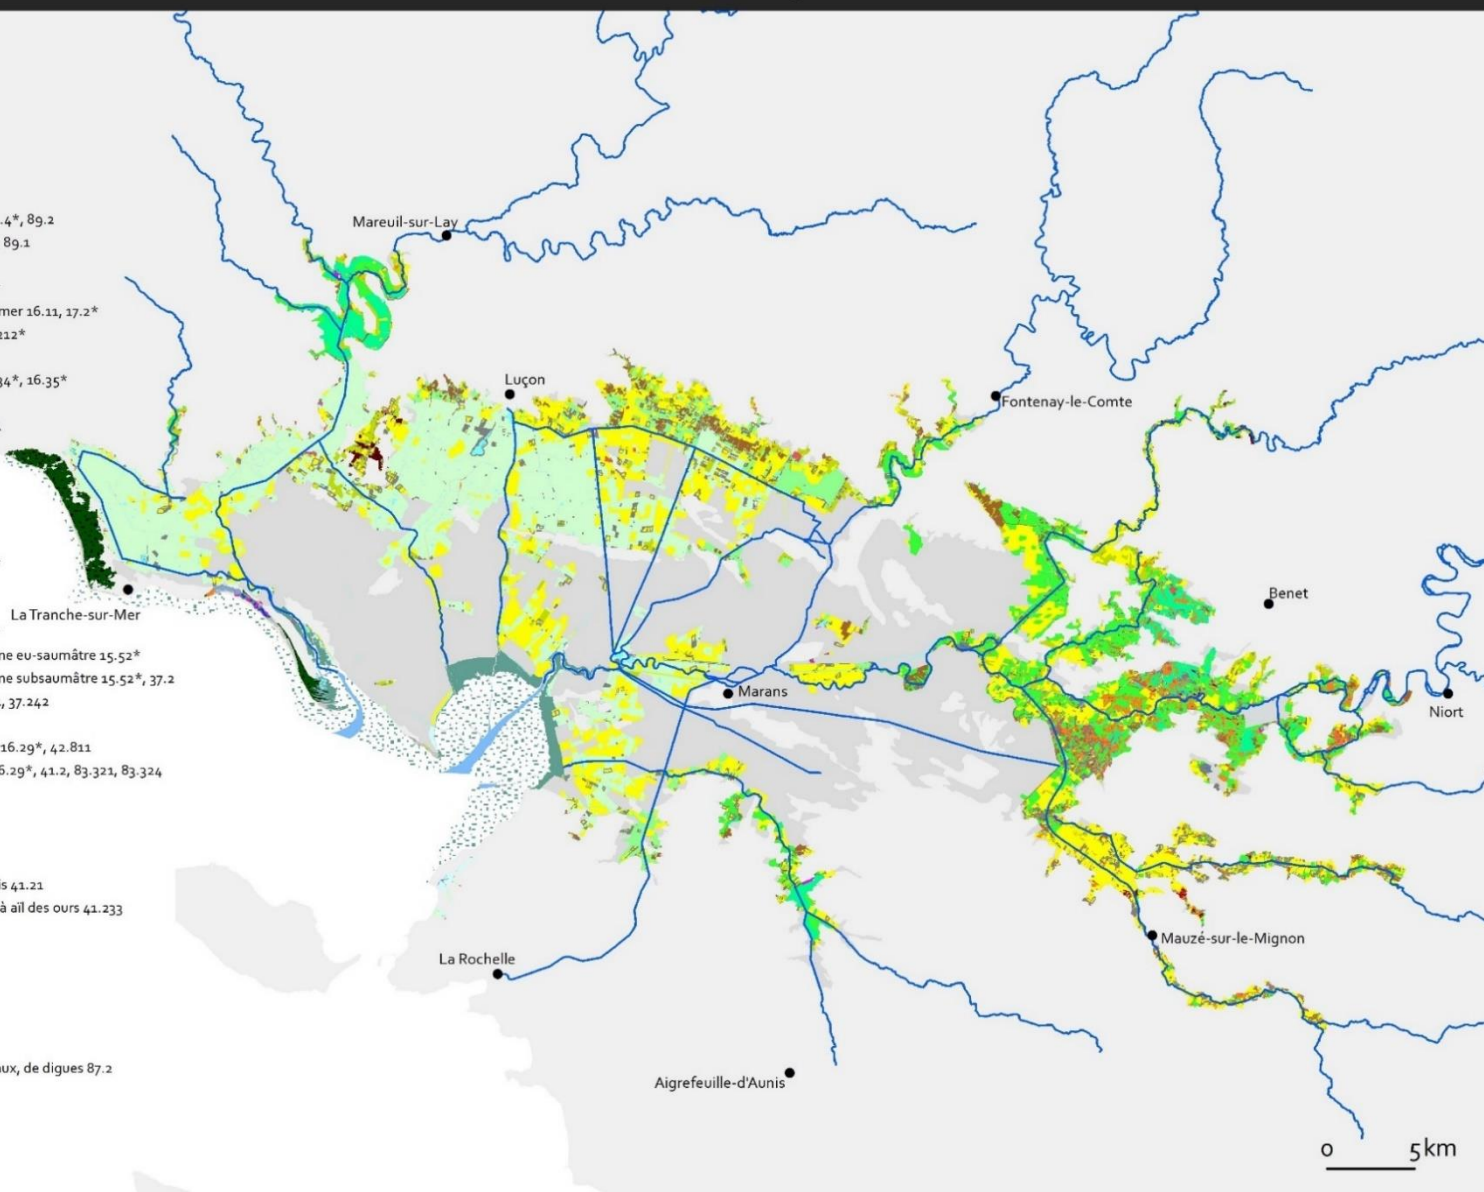 .4*, 89.2
89.1
mer 16.11, 17.2*
212*
34*, 16.35*
ne eu-saumâtre 15.52*
ne subsaumâtre 15.52*, 37.2
, 37.242
16.29*, 42.811
6.29*, 41.2, 83.321, 83.324
is 41.21
à aïl des ours 41.233
ux, de digues 87.2
Mareuil-sur-Lay
Luçon
Fontenay-le-Comte
La Tranche-sur-Mer
Benet
Marans
Niort
Mauzé-sur-le-Mignon
La Rochelle
Aigrefeuille-d'Aunis
0 5km